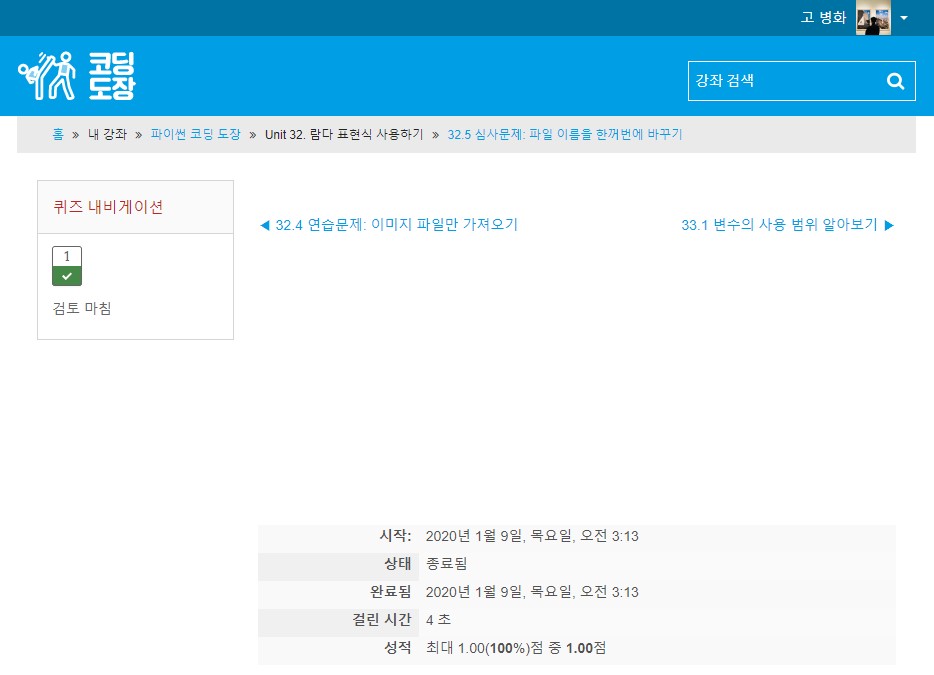 고 병화
코딩
도장
강좌 검색
홈 » 내 강좌 » 파이썬 코딩 도장 » Unit 32. 람다 표현식 사용하기 » 32.5 심사문제: 파일 이름을 한꺼번에 바꾸기
퀴즈 내비게이션
1
검토 마침
◀ 32.4 연습문제: 이미지 파일만 가져오기
33.1 변수의 사용 범위 알아보기 ▶
시작: 2020년 1월 9일, 목요일, 오전 3:13
상태 종료됨
완료됨 2020년 1월 9일, 목요일, 오전 3:13
걸린 시간 4 초
성적 최대 1.00(100%)점 중 1.00점